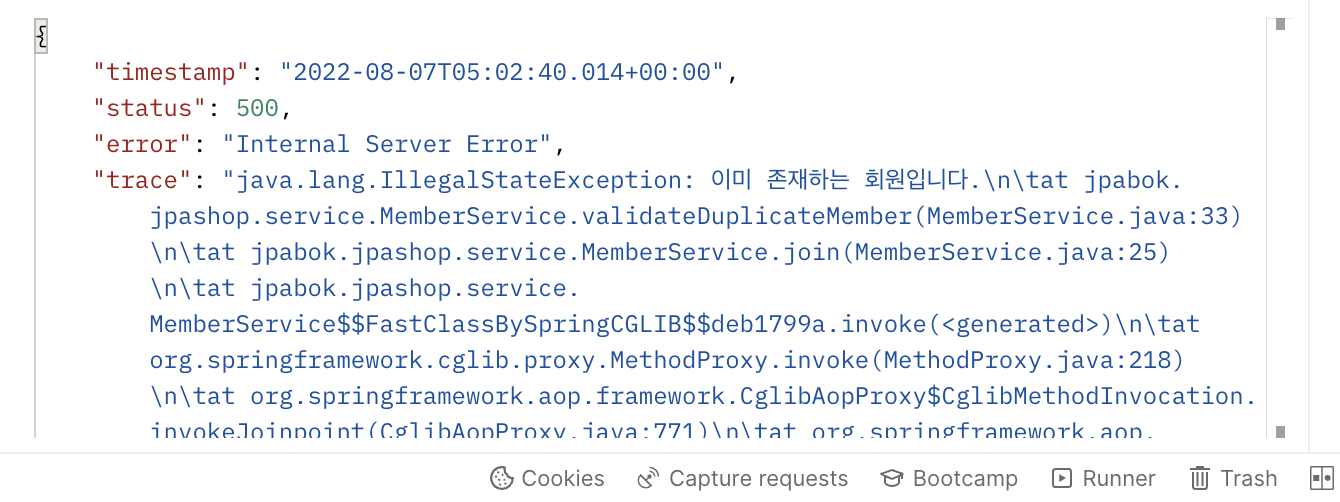 {
"timestamp": "2022-08-07T05:02:40.014+00:00",
"status": 500,
"error": "Internal Server Error",
"trace": "java.lang.IllegalStateException: 이미 존재하는 회원입니다.\n\tat jpabok.
jpashop.service.MemberService.validateDuplicateMember(MemberService.java:33)
\n\tat jpabok.jpashop.service.MemberService.join(MemberService.java:25)
\n\tat jpabok.jpashop.service.
MemberService$$FastClassBySpringCGLIB$$deb1799a.invoke(<generated>)\n\tat
org.springframework.cglib.proxy.MethodProxy.invoke(MethodProxy.java:218)
\n\tat org.springframework.aop.framework.CglibAopProxy$CglibMethodInvocation.
invokeJoinpoint(CglibAopProxy.java:771)\n\tat org.springframework.aop.
Cookies Capture requests Bootcamp Runner Trash